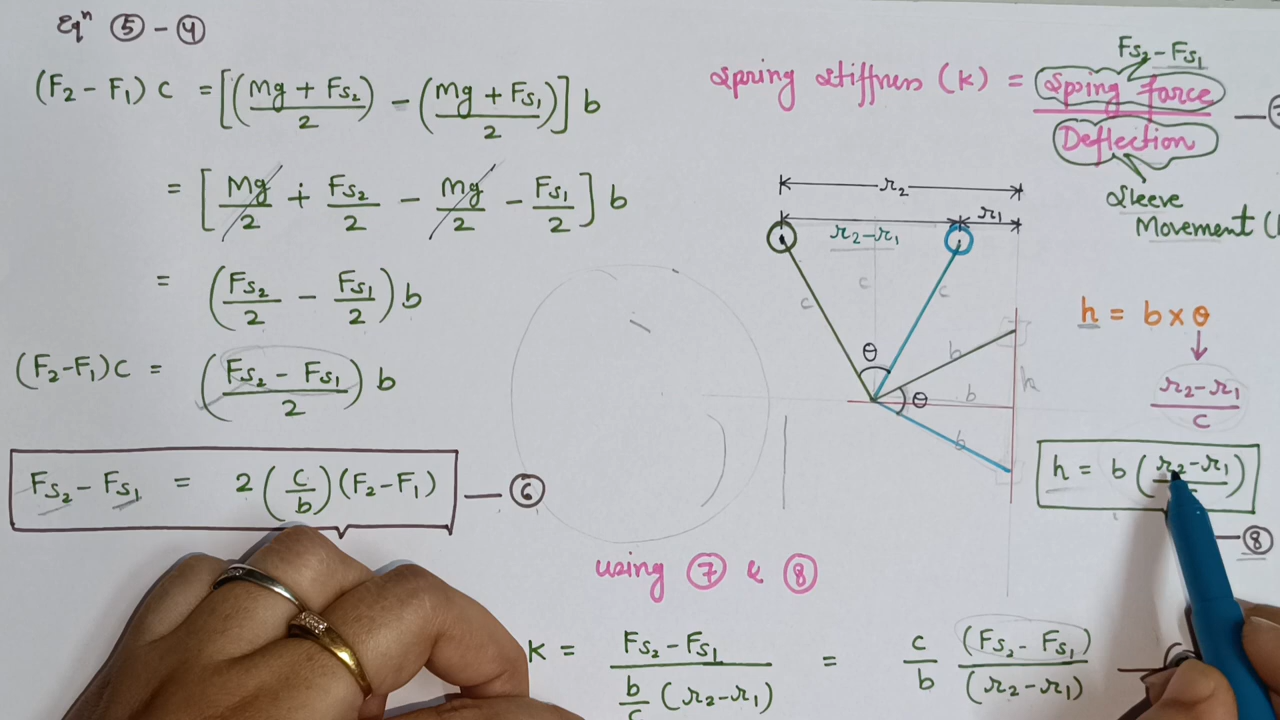 Eqⁿ ⑤ - ④
(F₂ - F₁) C = [((Mg + Fs₂)/2) - ((Mg + Fs₁)/2)] b
= [Mg/2 + Fs₂/2 - Mg/2 - Fs₁/2] b
= (Fs₂/2 - Fs₁/2) b
(F₂-F₁)C = ((Fs₂ - Fs₁)/2) b
Fs₂ - Fs₁ = 2 (c/b) (F₂-F₁) — ⑥
Fs₂ - Fs₁
Spring Stiffness (K) = Spring force / Deflection
Sleeve
Movement (
r₂
r₁
r₂-r₁
c
c
c
θ
b
θ
b
b
h
h = b x θ
↓
(r₂-r₁)/c
h = b (r₂-r₁
— ⑧
using ⑦ & ⑧
K = (Fs₂ - Fs₁) / ((b/c) (r₂-r₁)) = (c/b) (Fs₂ - Fs₁)/(r₂-r₁)